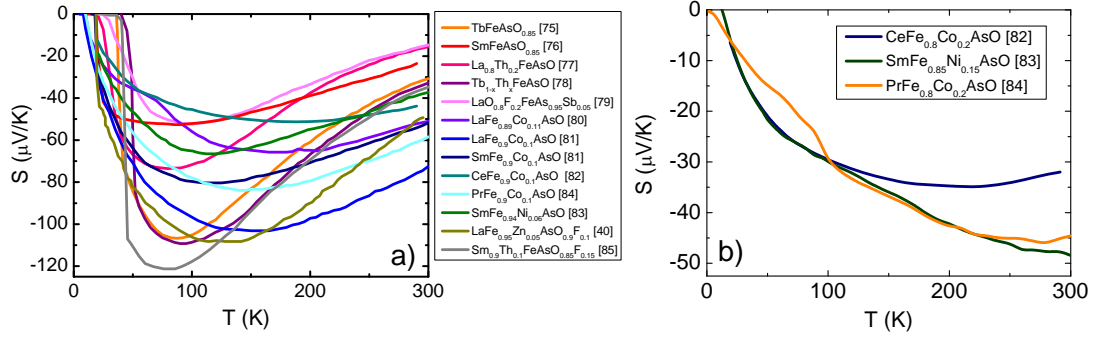 0
-20
-40
-60
-80
-100
-120
S (μV/K)
0 100 200 300
T (K)
a)
TbFeAsO0.85 [75]
SmFeAsO0.85 [76]
La0.8Th0.2FeAsO [77]
Tb1-xThxFeAsO [78]
LaO0.8F0.2FeAs0.95Sb0.05 [79]
LaFe0.89Co0.11AsO [80]
LaFe0.9Co0.1AsO [81]
SmFe0.9Co0.1AsO [81]
CeFe0.9Co0.1AsO [82]
PrFe0.9Co0.1AsO [84]
SmFe0.94Ni0.06AsO [83]
LaFe0.95Zn0.05AsO0.9F0.1 [40]
Sm0.9Th0.1FeAsO0.85F0.15 [85]
0
-10
-20
-30
-40
-50
S (μV/K)
0 100 200 300
T (K)
b)
CeFe0.8Co0.2AsO [82]
SmFe0.85Ni0.15AsO [83]
PrFe0.8Co0.2AsO [84]